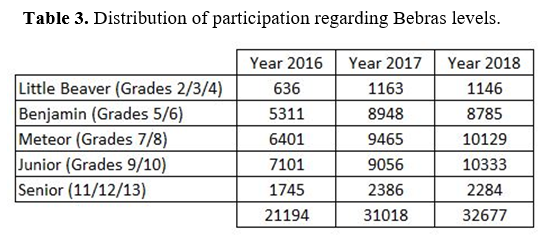 Table 3. Distribution of participation regarding Bebras levels.
Year 2016 Year 2017 Year 2018
Little Beaver (Grades 2/3/4) 636 1163 1146
Benjamin (Grades 5/6) 5311 8948 8785
Meteor (Grades 7/8) 6401 9465 10129
Junior (Grades 9/10) 7101 9056 10333
Senior (11/12/13) 1745 2386 2284
21194 31018 32677